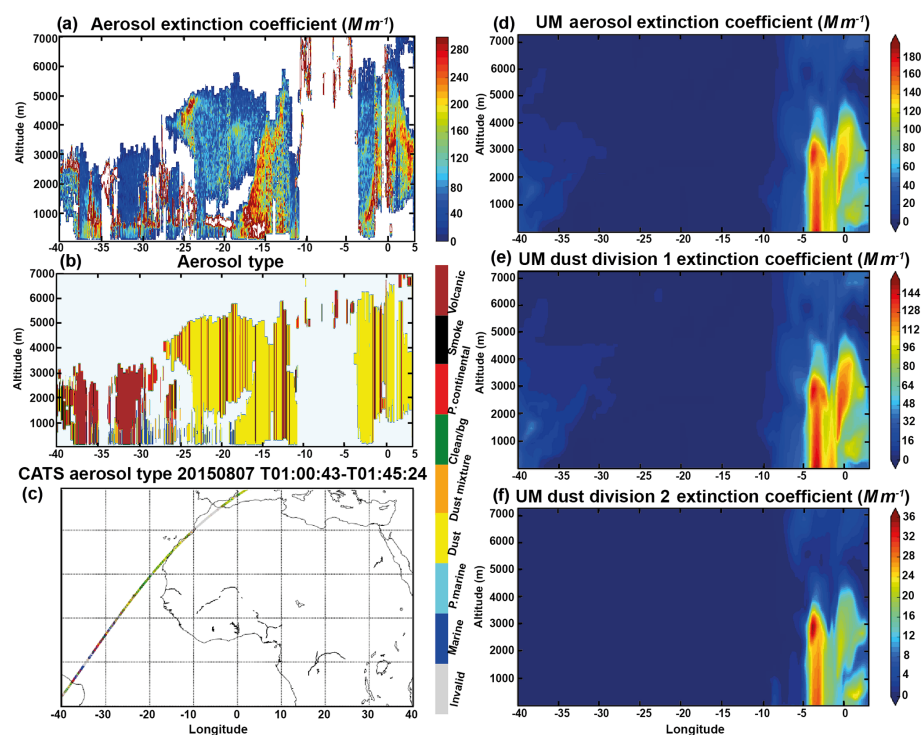 (a) Aerosol extinction coefficient (Mm⁻¹)
7000
6000
5000
4000
3000
2000
1000
Altitude (m)
-40 -35 -30 -25 -20 -15 -10 -5 0 5
280
240
200
160
120
80
40
0
(b) Aerosol type
7000
6000
5000
4000
3000
2000
1000
Altitude (m)
-40 -35 -30 -25 -20 -15 -10 -5 0 5
Volcanic
Smoke
P. continental
Clean/bg
Dust mixture
Dust
P. marine
Marine
Invalid
CATS aerosol type 20150807 T01:00:43-T01:45:24
(c)
-40 -30 -20 -10 0 10 20 30 40
Longitude
(d) UM aerosol extinction coefficient (Mm⁻¹)
7000
6000
5000
4000
3000
2000
1000
Altitude (m)
-40 -35 -30 -25 -20 -15 -10 -5 0
180
160
140
120
100
80
60
40
20
0
(e) UM dust division 1 extinction coefficient (Mm⁻¹)
7000
6000
5000
4000
3000
2000
1000
Altitude (m)
-40 -35 -30 -25 -20 -15 -10 -5 0
144
128
112
96
80
64
48
32
16
0
(f) UM dust division 2 extinction coefficient (Mm⁻¹)
7000
6000
5000
4000
3000
2000
1000
Altitude (m)
-40 -35 -30 -25 -20 -15 -10 -5 0
Longitude
36
32
28
24
20
16
12
8
4
0